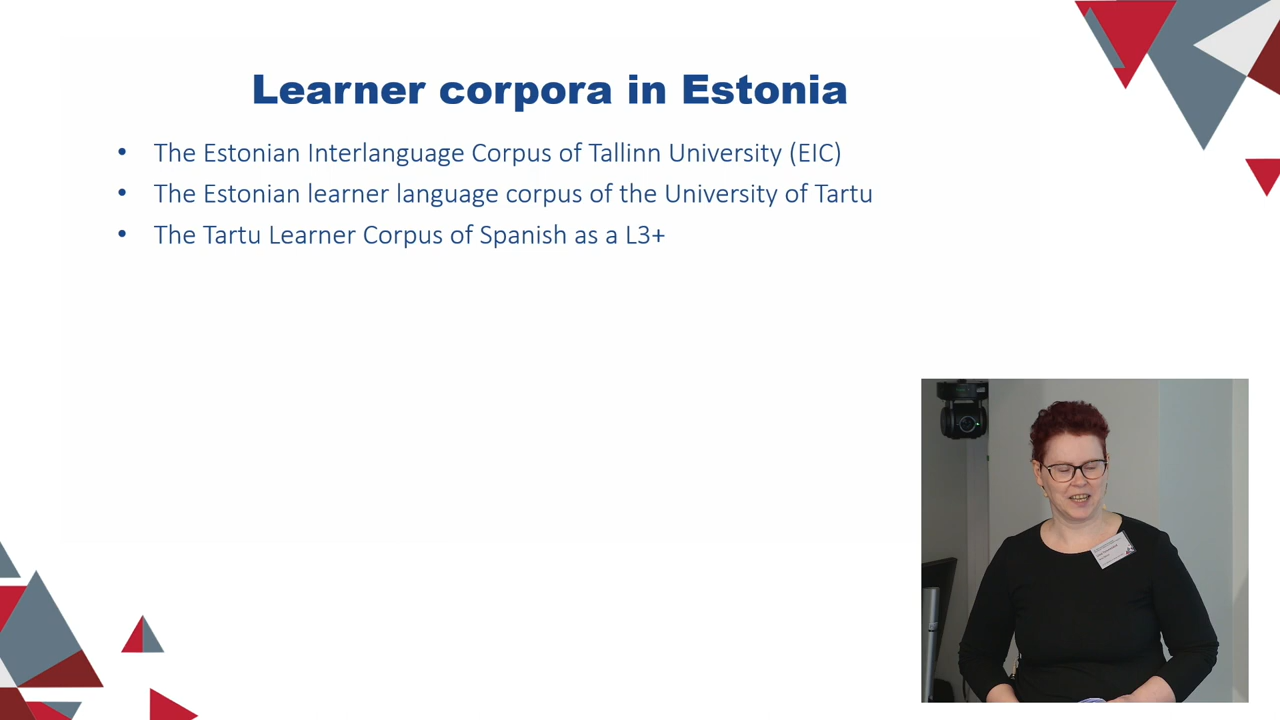 Learner corpora in Estonia
• The Estonian Interlanguage Corpus of Tallinn University (EIC)
• The Estonian learner language corpus of the University of Tartu
• The Tartu Learner Corpus of Spanish as a L3+